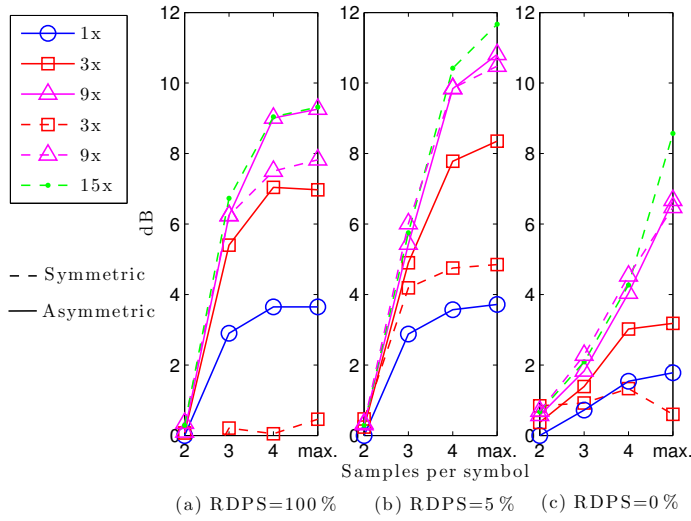 1x
3x
9x
3x
9x
15x
Symmetric
Asymmetric
dB
12
10
8
6
4
2
0
2 3 4 max.
12
10
8
6
4
2
0
2 3 4 max.
12
10
8
6
4
2
0
2 3 4 max.
Samples per symbol
(a) RDPS=100 % (b) RDPS=5 % (c) RDPS=0 %